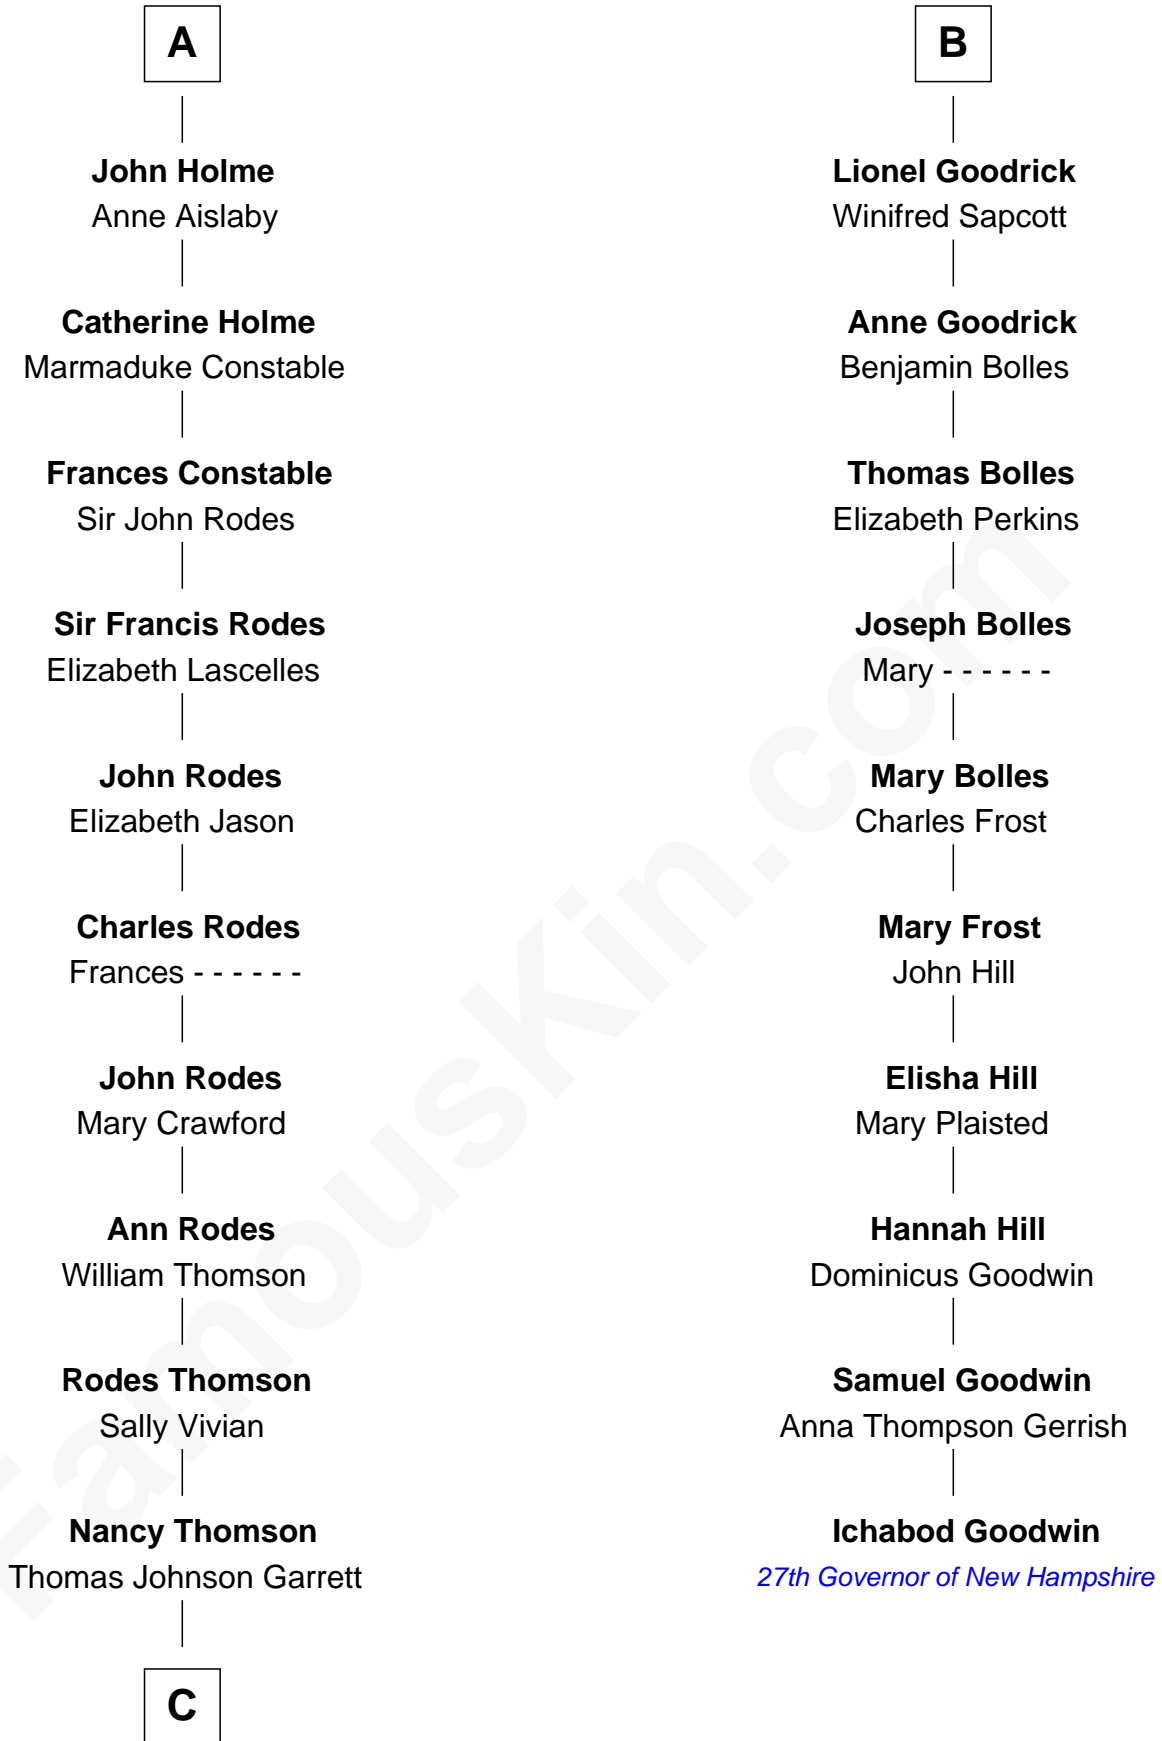 A
John Holme
Anne Aislaby
Catherine Holme
Marmaduke Constable
Frances Constable
Sir John Rodes
Sir Francis Rodes
Elizabeth Lascelles
John Rodes
Elizabeth Jason
Charles Rodes
Frances - - - - - -
John Rodes
Mary Crawford
Ann Rodes
William Thomson
Rodes Thomson
Sally Vivian
Nancy Thomson
Thomas Johnson Garrett
C
B
Lionel Goodrick
Winifred Sapcott
Anne Goodrick
Benjamin Bolles
Thomas Bolles
Elizabeth Perkins
Joseph Bolles
Mary - - - - - -
Mary Bolles
Charles Frost
Mary Frost
John Hill
Elisha Hill
Mary Plaisted
Hannah Hill
Dominicus Goodwin
Samuel Goodwin
Anna Thompson Gerrish
Ichabod Goodwin
27th Governor of New Hampshire
FamousKin.com